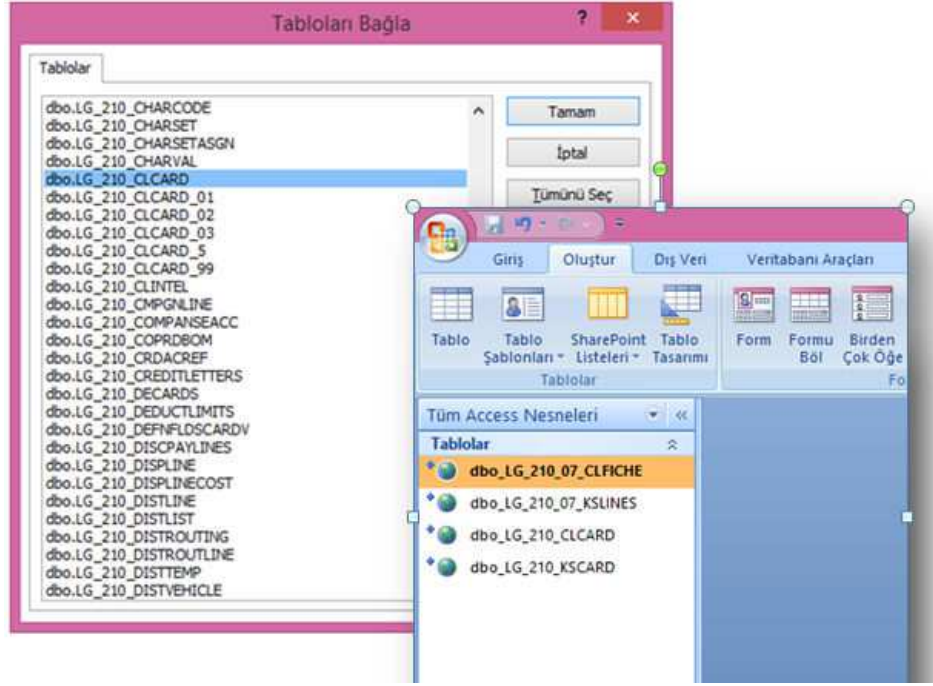 Tabloları Bağla
?
×
Tablolar
dbo.LG_210_CHARCODE
dbo.LG_210_CHARSET
dbo.LG_210_CHARSETASGN
dbo.LG_210_CHARVAL
dbo.LG_210_CLCARD
dbo.LG_210_CLCARD_01
dbo.LG_210_CLCARD_02
dbo.LG_210_CLCARD_03
dbo.LG_210_CLCARD_5
dbo.LG_210_CLCARD_99
dbo.LG_210_CLINTEL
dbo.LG_210_CMPGNLINE
dbo.LG_210_COMPANSEACC
dbo.LG_210_COPRDBOM
dbo.LG_210_CRDACREF
dbo.LG_210_CREDITLETTERS
dbo.LG_210_DECARDS
dbo.LG_210_DEDUCTLIMITS
dbo.LG_210_DEFNFLDSCARDV
dbo.LG_210_DISCPAYLINES
dbo.LG_210_DISPLINE
dbo.LG_210_DISPLINECOST
dbo.LG_210_DISTLINE
dbo.LG_210_DISTLIST
dbo.LG_210_DISTROUTING
dbo.LG_210_DISTROUTLINE
dbo.LG_210_DISTTEMP
dbo.LG_210_DISTVEHICLE
Tamam
İptal
Tümünü Seç
Giriş Oluştur Dış Veri Veritabanı Araçları
Tablo
Tablo Şablonları
SharePoint Listeleri
Tablo Tasarımı
Form
Formu Böl
Birden Çok Öğe
Tablolar
Fo
Tüm Access Nesneleri
Tablolar
dbo_LG_210_07_CLFICHE
dbo_LG_210_07_KSLINES
dbo_LG_210_CLCARD
dbo_LG_210_KSCARD